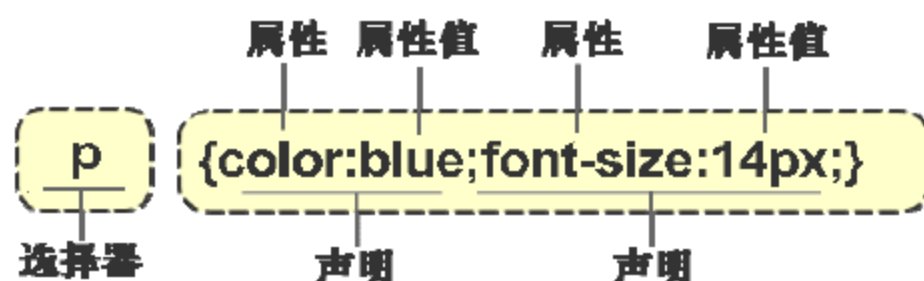 属性 属性值 属性 属性值
p {color:blue;font-size:14px;}
选择器 声明 声明